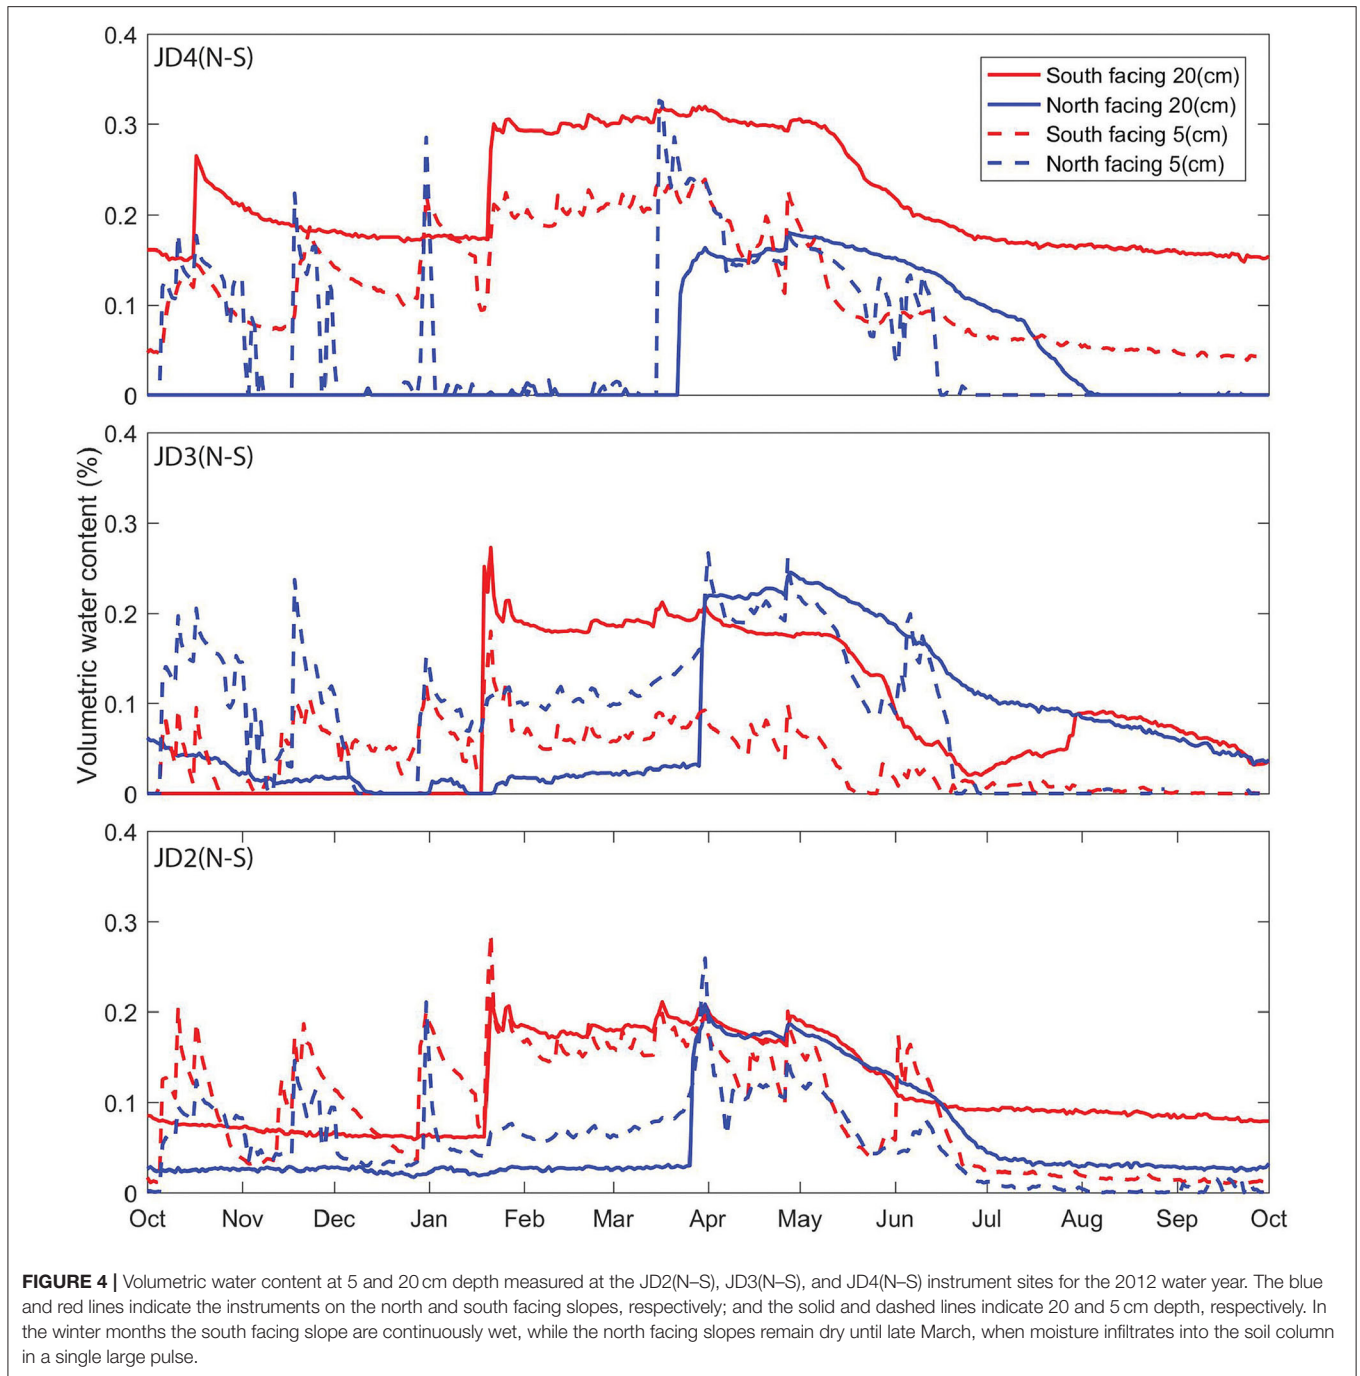 0.4
JD4(N-S)
South facing 20(cm)
North facing 20(cm)
South facing 5(cm)
North facing 5(cm)
0.3
0.2
0.1
0
0.4
JD3(N-S)
0.3
0.2
0.1
0
Volumetric water content (%)
0.4
JD2(N-S)
0.3
0.2
0.1
0
Oct Nov Dec Jan Feb Mar Apr May Jun Jul Aug Sep Oct
FIGURE 4 | Volumetric water content at 5 and 20 cm depth measured at the JD2(N–S), JD3(N–S), and JD4(N–S) instrument sites for the 2012 water year. The blue
and red lines indicate the instruments on the north and south facing slopes, respectively; and the solid and dashed lines indicate 20 and 5 cm depth, respectively. In
the winter months the south facing slope are continuously wet, while the north facing slopes remain dry until late March, when moisture infiltrates into the soil column
in a single large pulse.